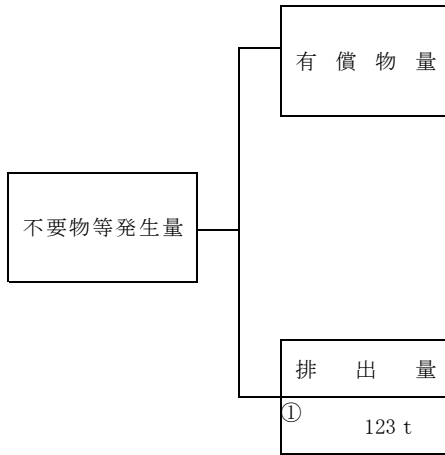 有償物量
不要物等発生量
排出量
①
123 t